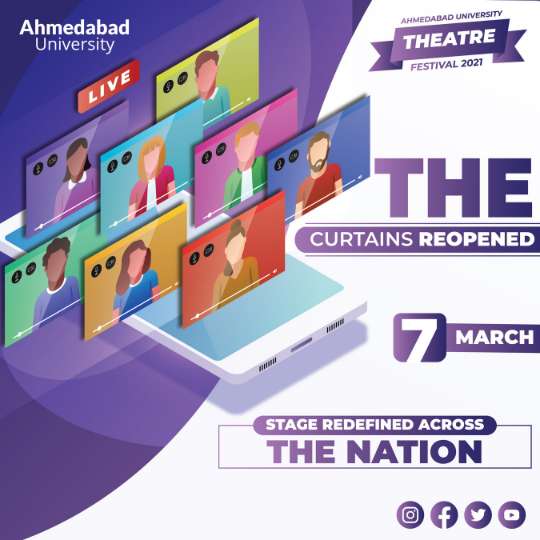 Ahmedabad
University
AHMEDABAD UNIVERSITY
THEATRE
FESTIVAL 2021
LIVE
THE
CURTAINS REOPENED
7 MARCH
STAGE REDEFINED ACROSS
THE NATION